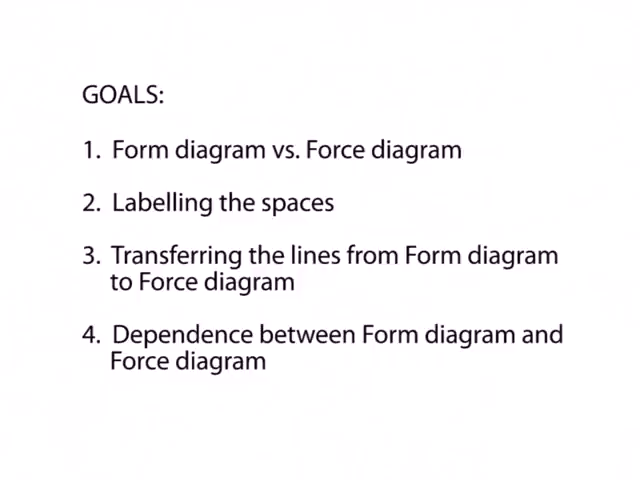 GOALS:
1. Form diagram vs. Force diagram
2. Labelling the spaces
3. Transferring the lines from Form diagram
to Force diagram
4. Dependence between Form diagram and
Force diagram